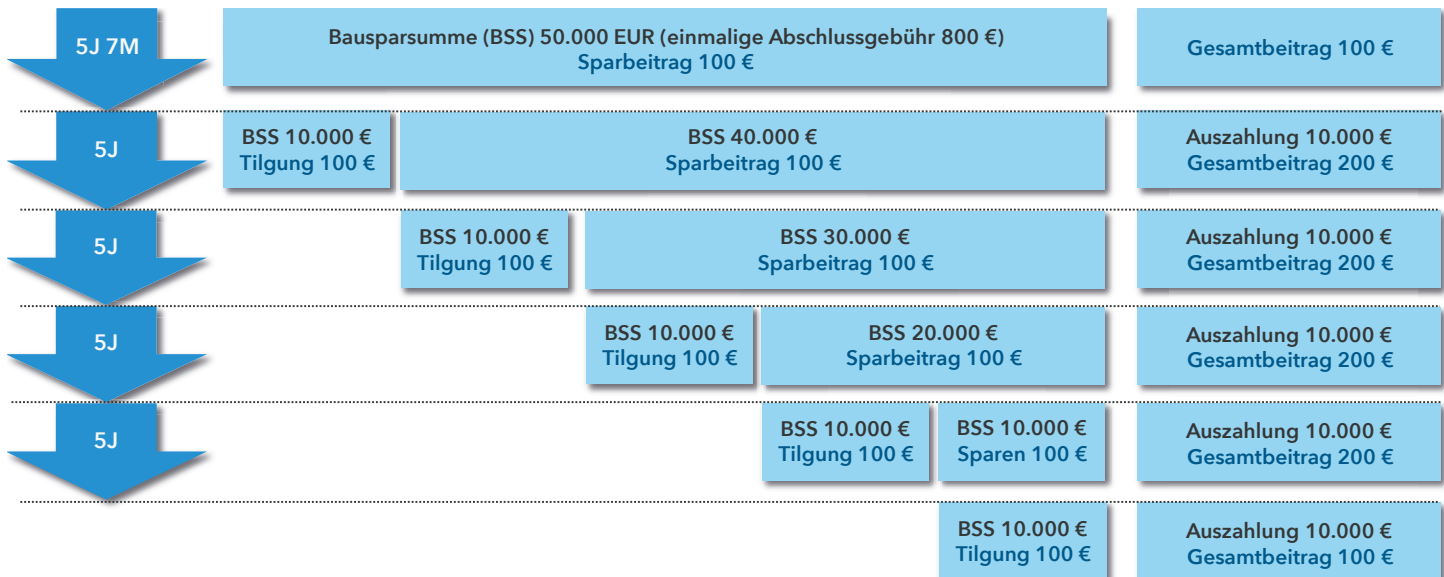 5J 7M
Bausparsumme (BSS) 50.000 EUR (einmalige Abschlussgebühr 800 €)
Sparbeitrag 100 €
Gesamtbeitrag 100 €
5J
BSS 10.000 €
Tilgung 100 €
BSS 40.000 €
Sparbeitrag 100 €
Auszahlung 10.000 €
Gesamtbeitrag 200 €
5J
BSS 10.000 €
Tilgung 100 €
BSS 30.000 €
Sparbeitrag 100 €
Auszahlung 10.000 €
Gesamtbeitrag 200 €
5J
BSS 10.000 €
Tilgung 100 €
BSS 20.000 €
Sparbeitrag 100 €
Auszahlung 10.000 €
Gesamtbeitrag 200 €
5J
BSS 10.000 €
Tilgung 100 €
BSS 10.000 €
Sparen 100 €
Auszahlung 10.000 €
Gesamtbeitrag 200 €
BSS 10.000 €
Tilgung 100 €
Auszahlung 10.000 €
Gesamtbeitrag 100 €